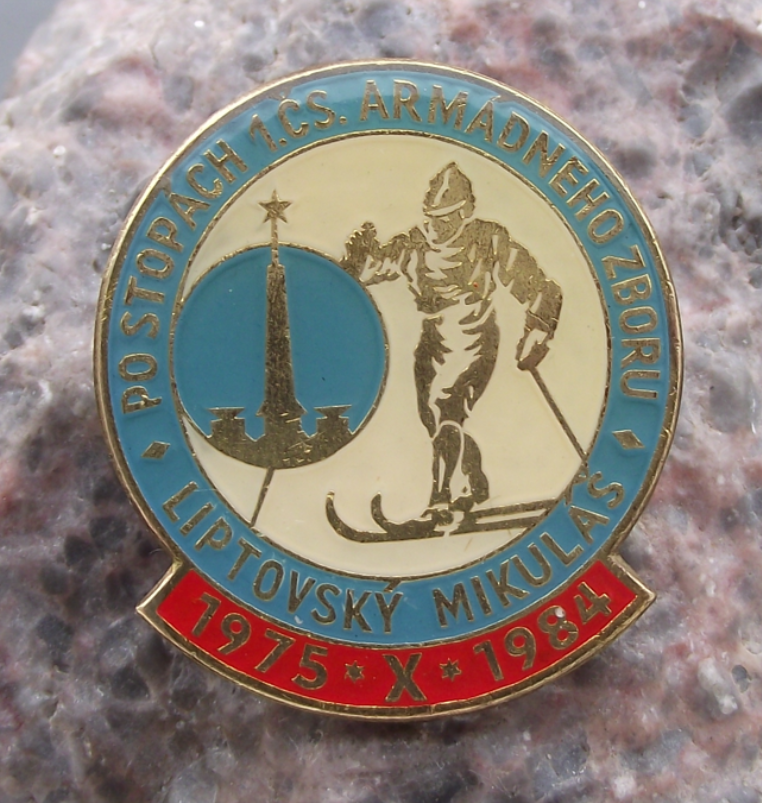 PO STOPÁCH 1.ČS. ARMÁDNEHO ZBORU
LIPTOVSKÝ MIKULÁŠ
1975 * X * 1984